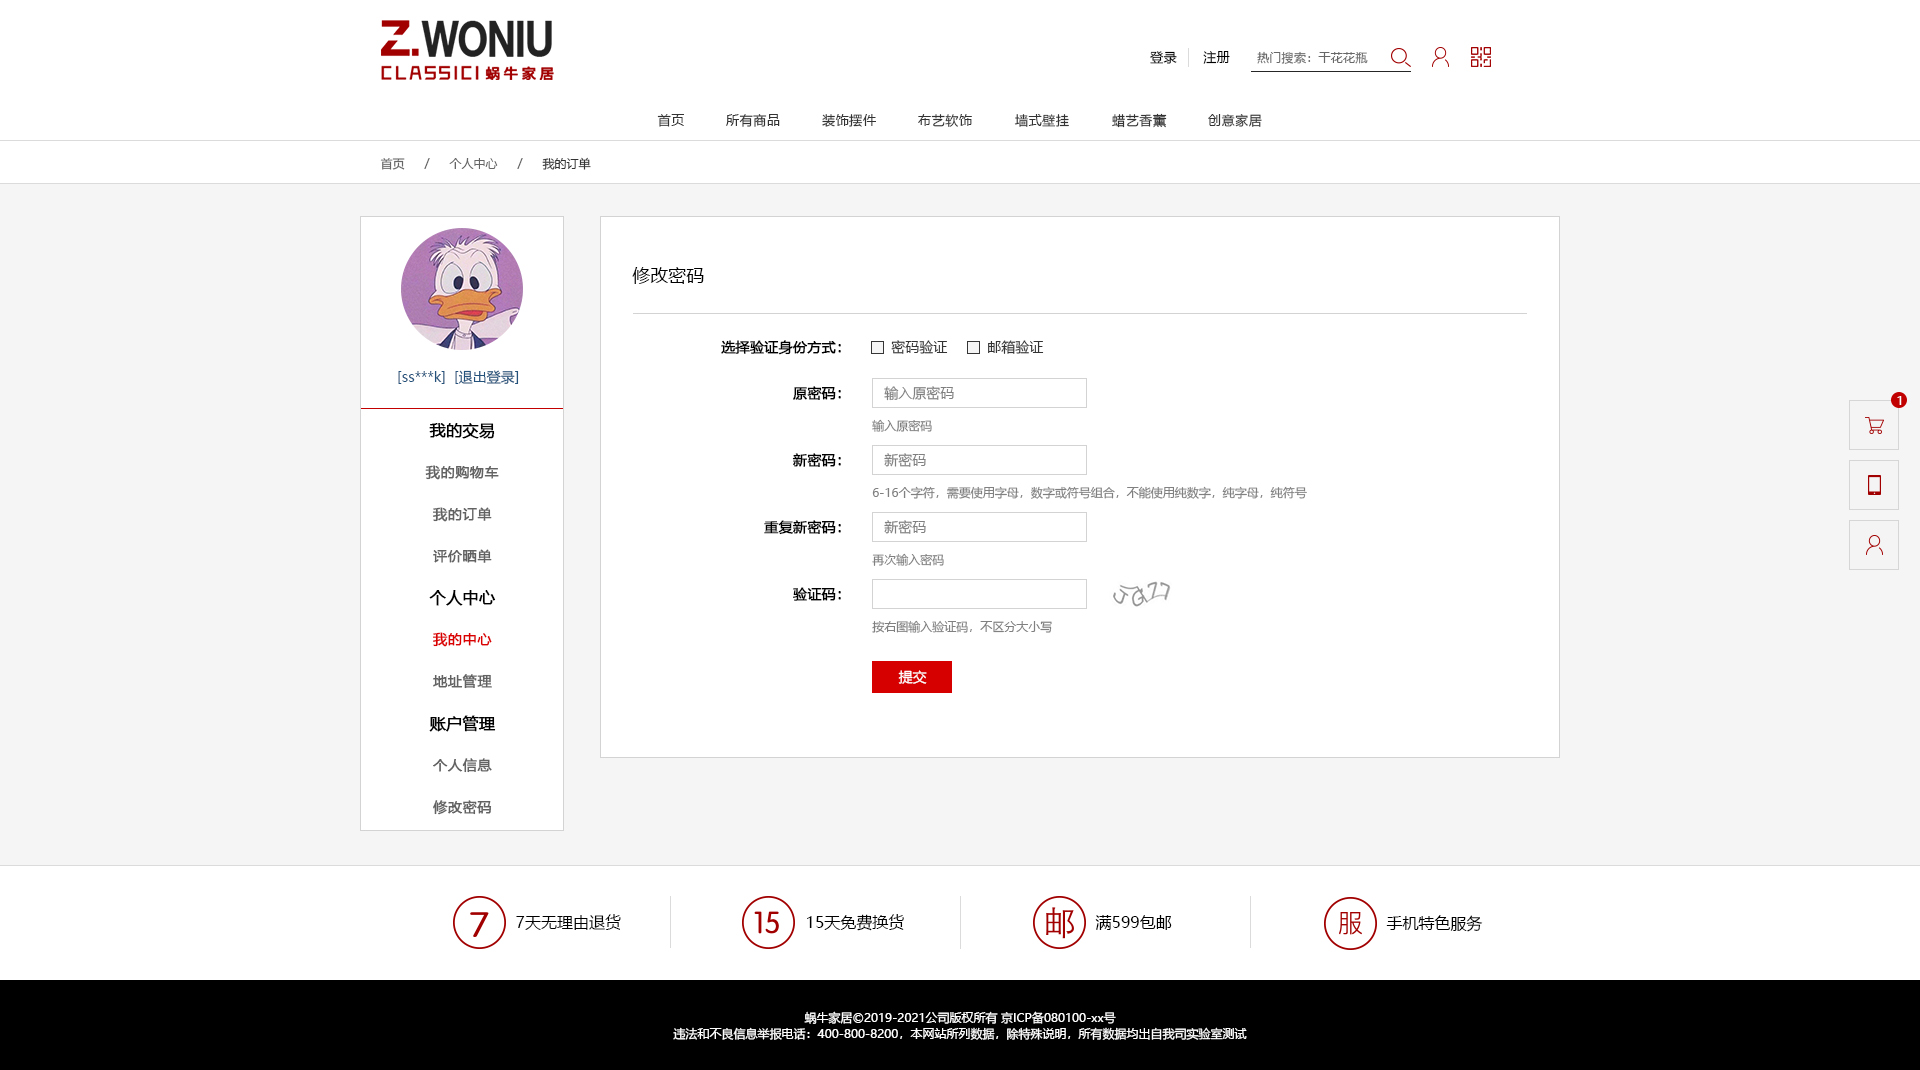 Z.WONIU
CLASSICI 蜗牛家居
登录 注册 热门搜索：干花花瓶
首页 所有商品 装饰摆件 布艺软饰 墙式壁挂 蜡艺香薰 创意家居
首页 / 个人中心 / 我的订单
[ss***k] [退出登录]
我的交易
我的购物车
我的订单
评价晒单
个人中心
我的中心
地址管理
账户管理
个人信息
修改密码
修改密码
选择验证身份方式： 密码验证 邮箱验证
原密码： 输入原密码
输入原密码
新密码： 新密码
6-16个字符，需要使用字母，数字或符号组合，不能使用纯数字，纯字母，纯符号
重复新密码： 新密码
再次输入密码
验证码：
按右图输入验证码，不区分大小写
提交
1
7 7天无理由退货
15 15天免费换货
邮 满599包邮
服 手机特色服务
蜗牛家居©2019-2021公司版权所有 京ICP备080100-xx号
违法和不良信息举报电话：400-800-8200，本网站所列数据，除特殊说明，所有数据均出自我司实验室测试